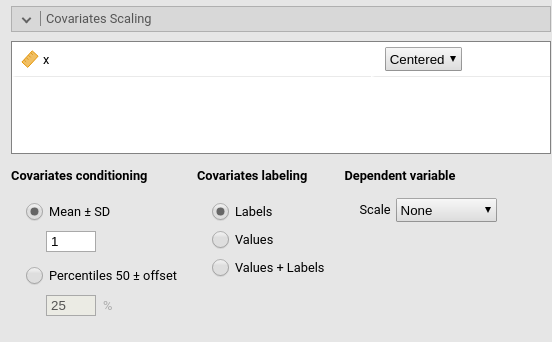 Covariates Scaling
x Centered
Covariates conditioning Covariates labeling Dependent variable
Mean ± SD Labels Scale None
1 Values
Percentiles 50 ± offset Values + Labels
25 %